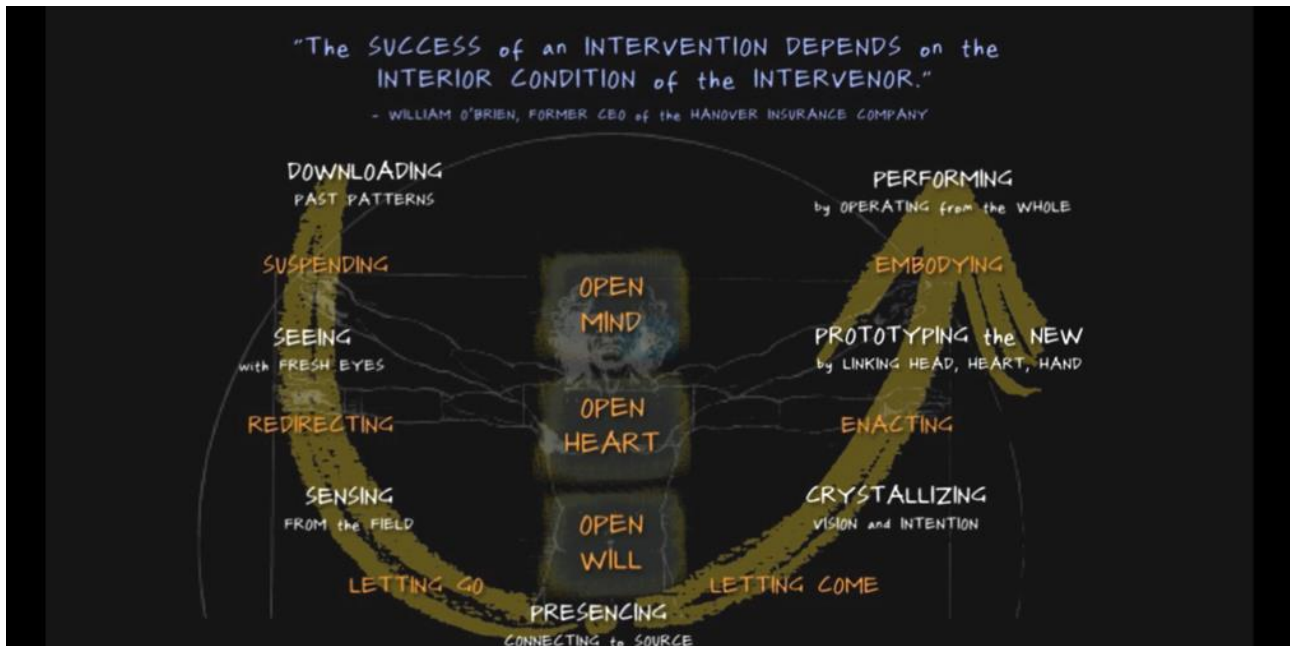 "The SUCCESS of an INTERVENTION DEPENDS on the
INTERIOR CONDITION of the INTERVENOR."
- WILLIAM O'BRIEN, FORMER CEO of the HANOVER INSURANCE COMPANY
DOWNLOADING
PAST PATTERNS
SUSPENDING
SEEING
with FRESH EYES
REDIRECTING
SENSING
FROM the FIELD
LETTING GO
OPEN
MIND
OPEN
HEART
OPEN
WILL
PRESENCING
CONNECTING to SOURCE
PERFORMING
by OPERATING from the WHOLE
EMBODYING
PROTOTYPING the NEW
by LINKING HEAD, HEART, HAND
ENACTING
CRYSTALLIZING
VISION and INTENTION
LETTING COME